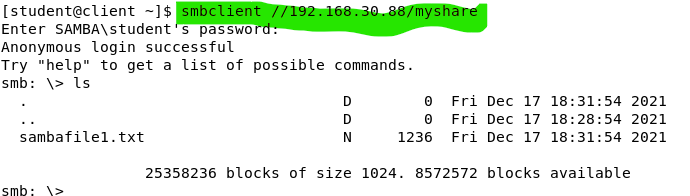 [student@client ~]$ smbclient //192.168.30.88/myshare
Enter SAMBA\student's password:
Anonymous login successful
Try "help" to get a list of possible commands.
smb: \> ls
  .                                   D        0  Fri Dec 17 18:31:54 2021
  ..                                  D        0  Fri Dec 17 18:28:54 2021
  sambafile1.txt                      N     1236  Fri Dec 17 18:31:54 2021
                25358236 blocks of size 1024. 8572572 blocks available
smb: \>